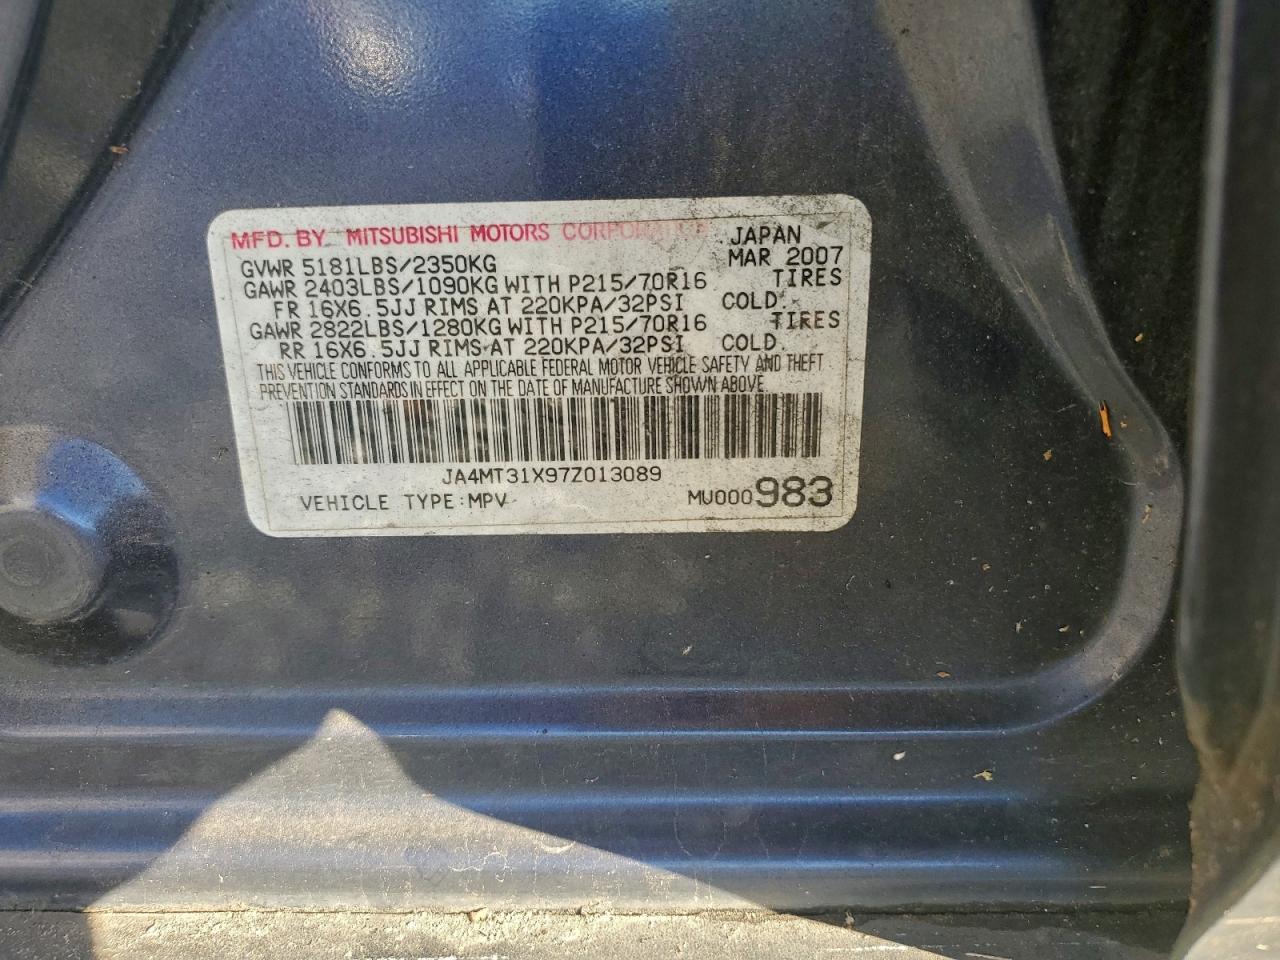 MFD. BY MITSUBISHI MOTORS CORPORATION JAPAN
GVWR 5181LBS/2350KG MAR 2007
GAWR 2403LBS/1090KG WITH P215/70R16 TIRES
FR 16X6.5JJ RIMS AT 220KPA/32PSI COLD.
GAWR 2822LBS/1280KG WITH P215/70R16 TIRES
RR 16X6.5JJ RIMS AT 220KPA/32PSI COLD.
THIS VEHICLE CONFORMS TO ALL APPLICABLE FEDERAL MOTOR VEHICLE SAFETY AND THEFT
PREVENTION STANDARDS IN EFFECT ON THE DATE OF MANUFACTURE SHOWN ABOVE.
JA4MT31X97Z013089
VEHICLE TYPE:MPV MU000983